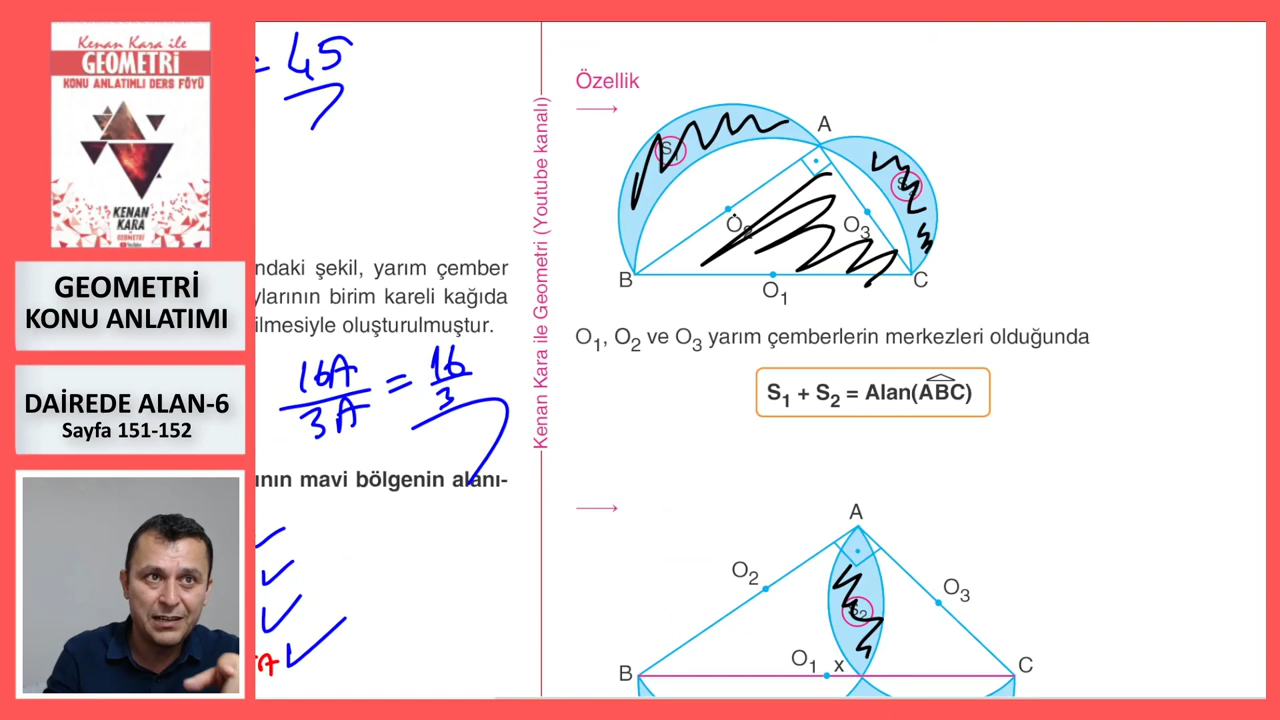 Kenan Kara ile
GEOMETRİ
KONU ANLATIMLI DERS FÖYÜ
KENAN
KARA
GEOMETRİ
KONU ANLATIMI
DAİREDE ALAN-6
Sayfa 151-152
= 45
ndaki şekil, yarım çember
ylarının birim kareli kağıda
ilmesiyle oluşturulmuştur.
16A/3A = 16/3
ının mavi bölgenin alanı-
Kenan Kara ile Geometri (Youtube kanalı)
Özellik
A
S1
O2
O3
B
O1
C
O1, O2 ve O3 yarım çemberlerin merkezleri olduğunda
S1 + S2 = Alan(ABC)
A
O2
O3
S2
B
O1
x
C